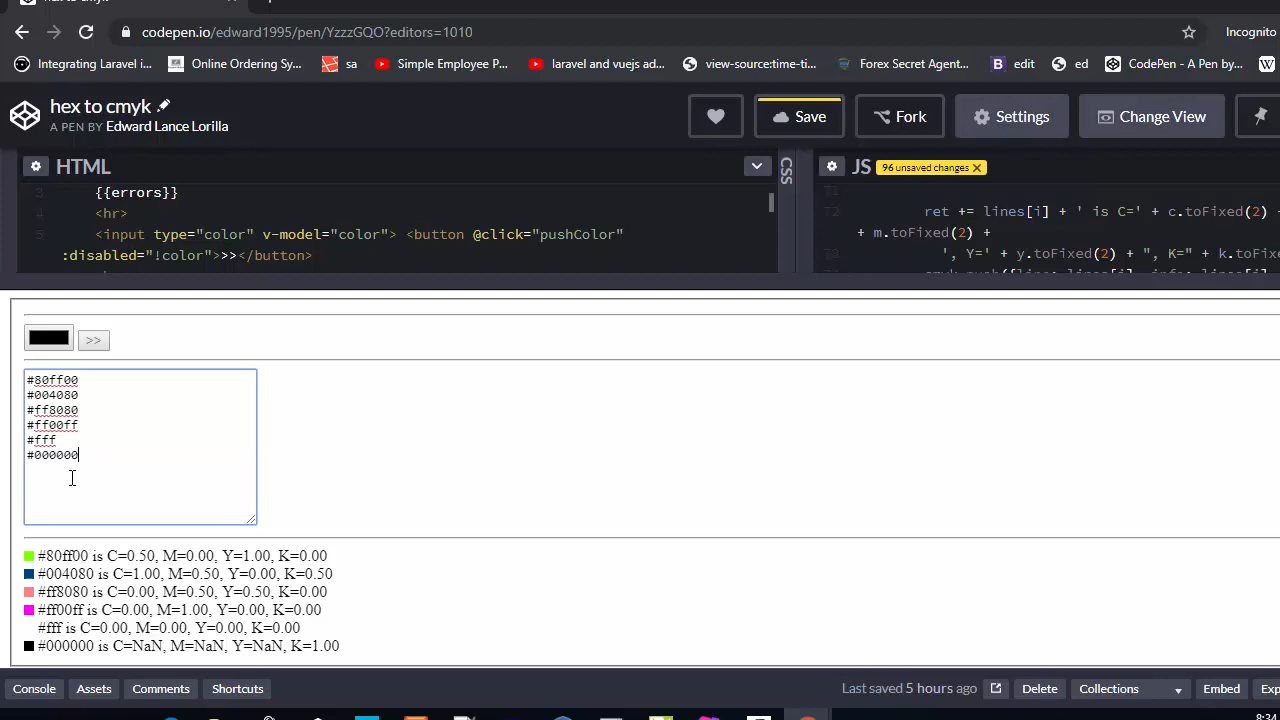 codepen.io/edward1995/pen/YzzzGQO?editors=1010
Incognito
Integrating Laravel i...
Online Ordering Sy...
sa
Simple Employee P...
laravel and vuejs ad...
view-source:time-ti...
Forex Secret Agent...
edit
ed
CodePen - A Pen by...
hex to cmyk
A PEN BY Edward Lance Lorilla
Save
Fork
Settings
Change View
HTML
CSS
JS
96 unsaved changes ×
3 {{errors}}
4 <hr>
5 <input type="color" v-model="color"> <button @click="pushColor"
:disabled="!color">>></button>
72 ret += lines[i] + ' is C=' + c.toFixed(2)
+ m.toFixed(2) +
', Y=' + y.toFixed(2) + ", K=" + k.toFixe
>>
#80ff00
#004080
#ff8080
#ff00ff
#fff
#000000
#80ff00 is C=0.50, M=0.00, Y=1.00, K=0.00
#004080 is C=1.00, M=0.50, Y=0.00, K=0.50
#ff8080 is C=0.00, M=0.50, Y=0.50, K=0.00
#ff00ff is C=0.00, M=1.00, Y=0.00, K=0.00
#fff is C=0.00, M=0.00, Y=0.00, K=0.00
#000000 is C=NaN, M=NaN, Y=NaN, K=1.00
Console
Assets
Comments
Shortcuts
Last saved 5 hours ago
Delete
Collections
Embed
Exp